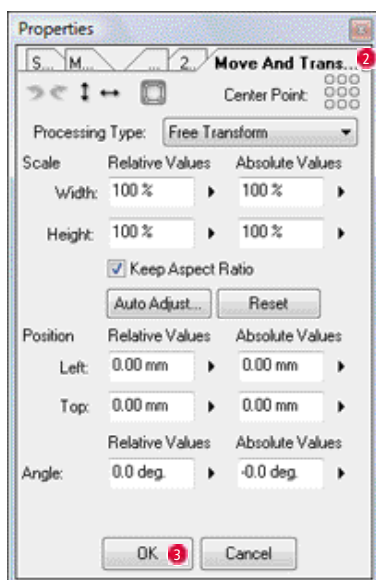 Properties
S... M... ... 2.. Move And Trans... 2
Center Point:
Processing Type: Free Transform
Scale Relative Values Absolute Values
Width: 100 % 100 %
Height: 100 % 100 %
Keep Aspect Ratio
Auto Adjust... Reset
Position Relative Values Absolute Values
Left: 0.00 mm 0.00 mm
Top: 0.00 mm 0.00 mm
Relative Values Absolute Values
Angle: 0.0 deg. -0.0 deg.
OK 3 Cancel